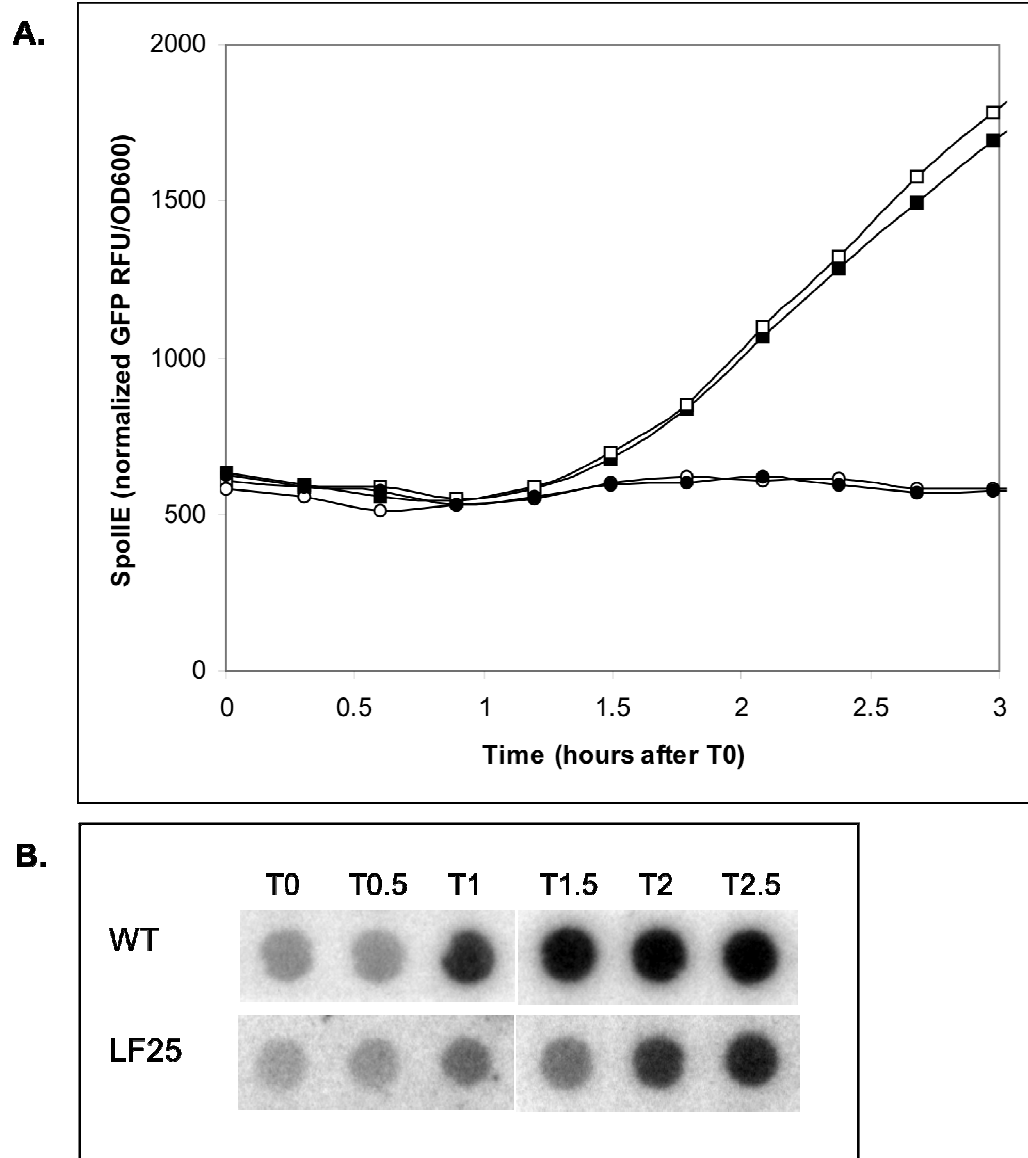 A.
SpoIIE (normalized GFP RFU/OD600)
2000
1500
1000
500
0
0 0.5 1 1.5 2 2.5 3
Time (hours after T0)
B.
T0 T0.5 T1 T1.5 T2 T2.5
WT
LF25